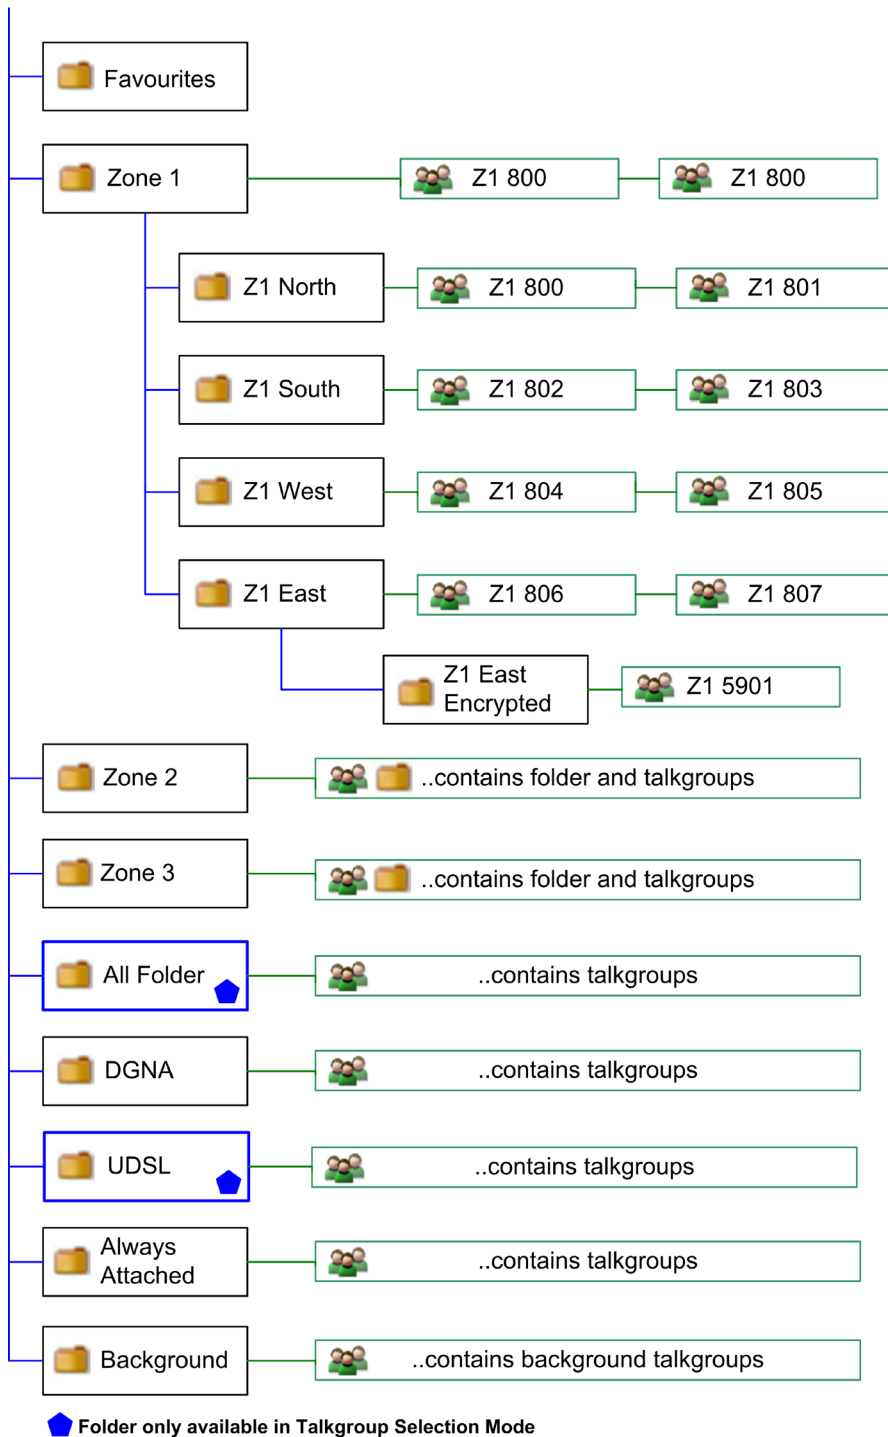 Favourites
Zone 1
Z1 800
Z1 800
Z1 North
Z1 800
Z1 801
Z1 South
Z1 802
Z1 803
Z1 West
Z1 804
Z1 805
Z1 East
Z1 806
Z1 807
Z1 East
Encrypted
Z1 5901
Zone 2
..contains folder and talkgroups
Zone 3
..contains folder and talkgroups
All Folder
..contains talkgroups
DGNA
..contains talkgroups
UDSL
..contains talkgroups
Always
Attached
..contains talkgroups
Background
..contains background talkgroups
Folder only available in Talkgroup Selection Mode